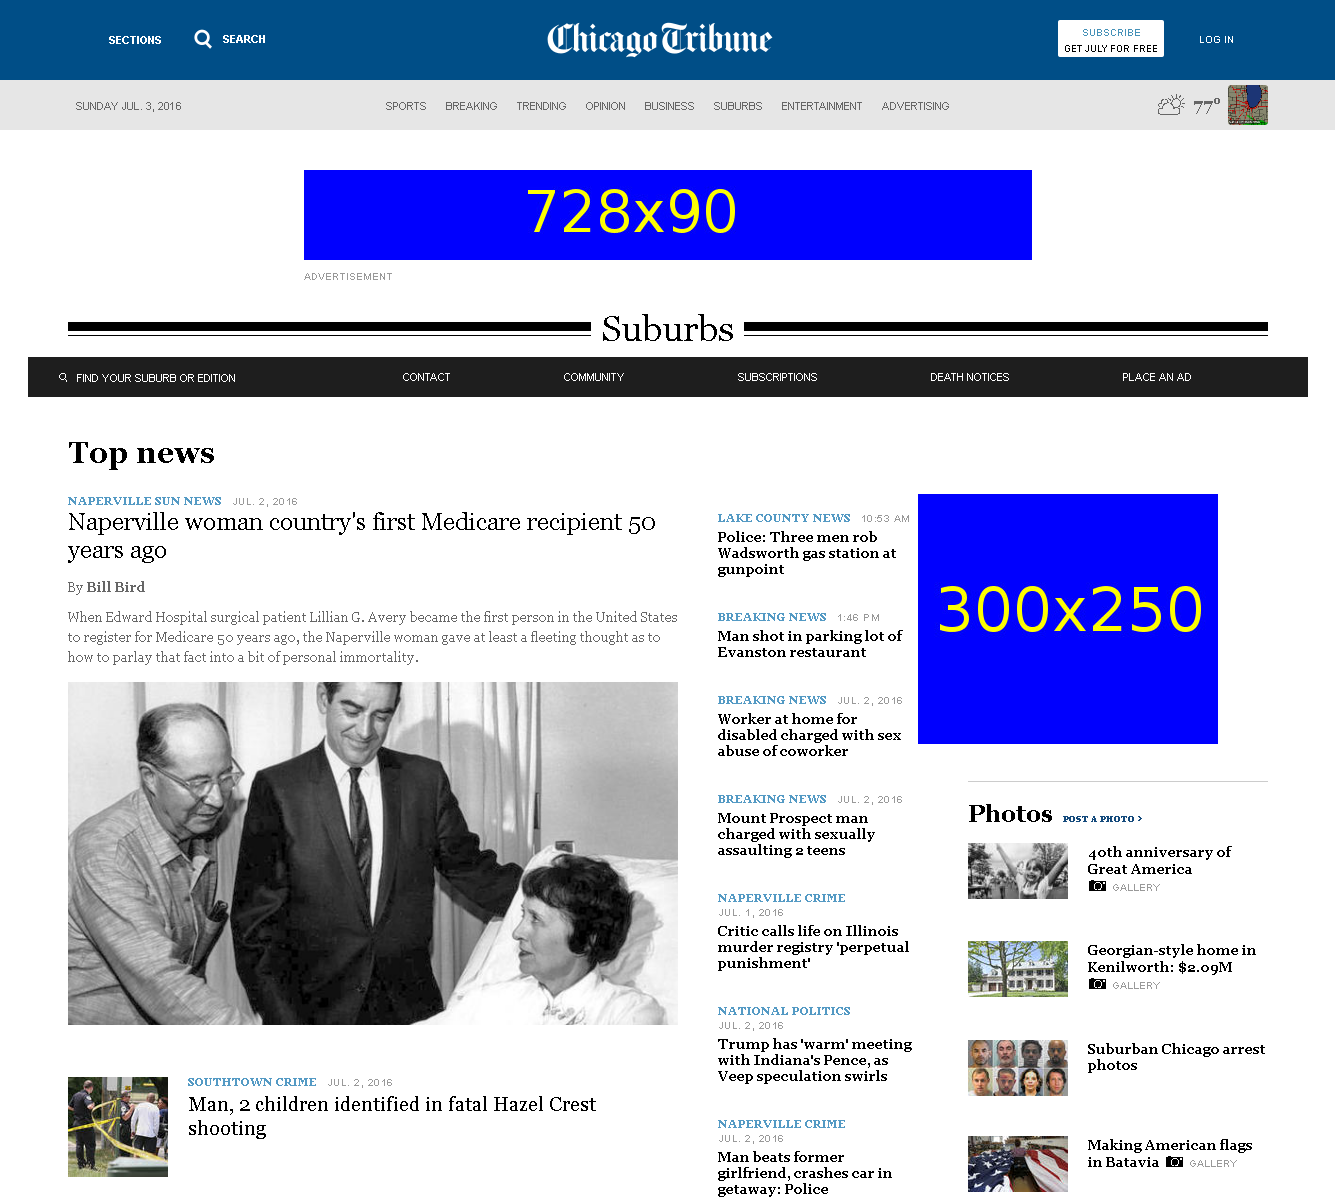 SECTIONS
SEARCH
Chicago Tribune
SUBSCRIBE
GET JULY FOR FREE
LOG IN
SUNDAY JUL. 3, 2016
SPORTS
BREAKING
TRENDING
OPINION
BUSINESS
SUBURBS
ENTERTAINMENT
ADVERTISING
77°
728x90
ADVERTISEMENT
Suburbs
FIND YOUR SUBURB OR EDITION
CONTACT
COMMUNITY
SUBSCRIPTIONS
DEATH NOTICES
PLACE AN AD
Top news
NAPERVILLE SUN NEWS JUL. 2, 2016
Naperville woman country's first Medicare recipient 50
years ago
By Bill Bird
When Edward Hospital surgical patient Lillian G. Avery became the first person in the United States
to register for Medicare 50 years ago, the Naperville woman gave at least a fleeting thought as to
how to parlay that fact into a bit of personal immortality.
SOUTHTOWN CRIME JUL. 2, 2016
Man, 2 children identified in fatal Hazel Crest
shooting
LAKE COUNTY NEWS 10:53 AM
Police: Three men rob
Wadsworth gas station at
gunpoint
BREAKING NEWS 1:46 PM
Man shot in parking lot of
Evanston restaurant
BREAKING NEWS JUL. 2, 2016
Worker at home for
disabled charged with sex
abuse of coworker
BREAKING NEWS JUL. 2, 2016
Mount Prospect man
charged with sexually
assaulting 2 teens
NAPERVILLE CRIME
JUL. 1, 2016
Critic calls life on Illinois
murder registry 'perpetual
punishment'
NATIONAL POLITICS
JUL. 2, 2016
Trump has 'warm' meeting
with Indiana's Pence, as
Veep speculation swirls
NAPERVILLE CRIME
JUL. 2, 2016
Man beats former
girlfriend, crashes car in
getaway: Police
300x250
Photos POST A PHOTO >
40th anniversary of
Great America
GALLERY
Georgian-style home in
Kenilworth: $2.09M
GALLERY
Suburban Chicago arrest
photos
Making American flags
in Batavia GALLERY